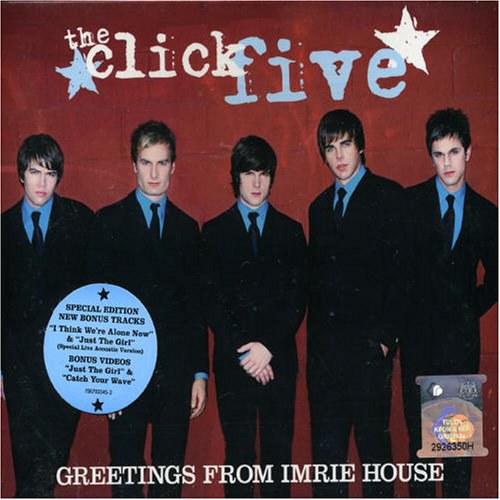 the
click
five
SPECIAL EDITION
NEW BONUS TRACKS
"I Think We're Alone Now"
& "Just The Girl"
(Special Live Acoustic Version)
BONUS VIDEOS
"Just The Girl" &
"Catch Your Wave"
2926350H
GREETINGS FROM IMRIE HOUSE